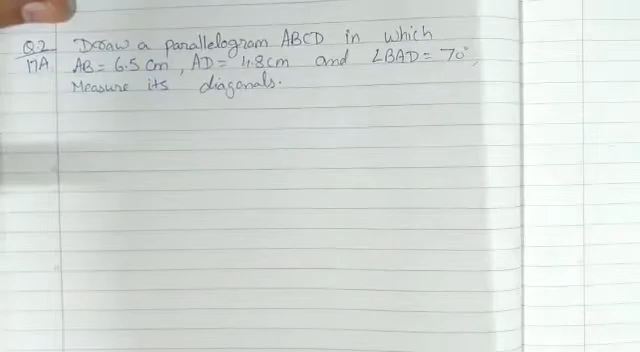 Q2 Draw a parallelogram ABCD in which
17A AB = 6.5 cm, AD = 4.8cm and ∠BAD = 70°,
Measure its diagonals.